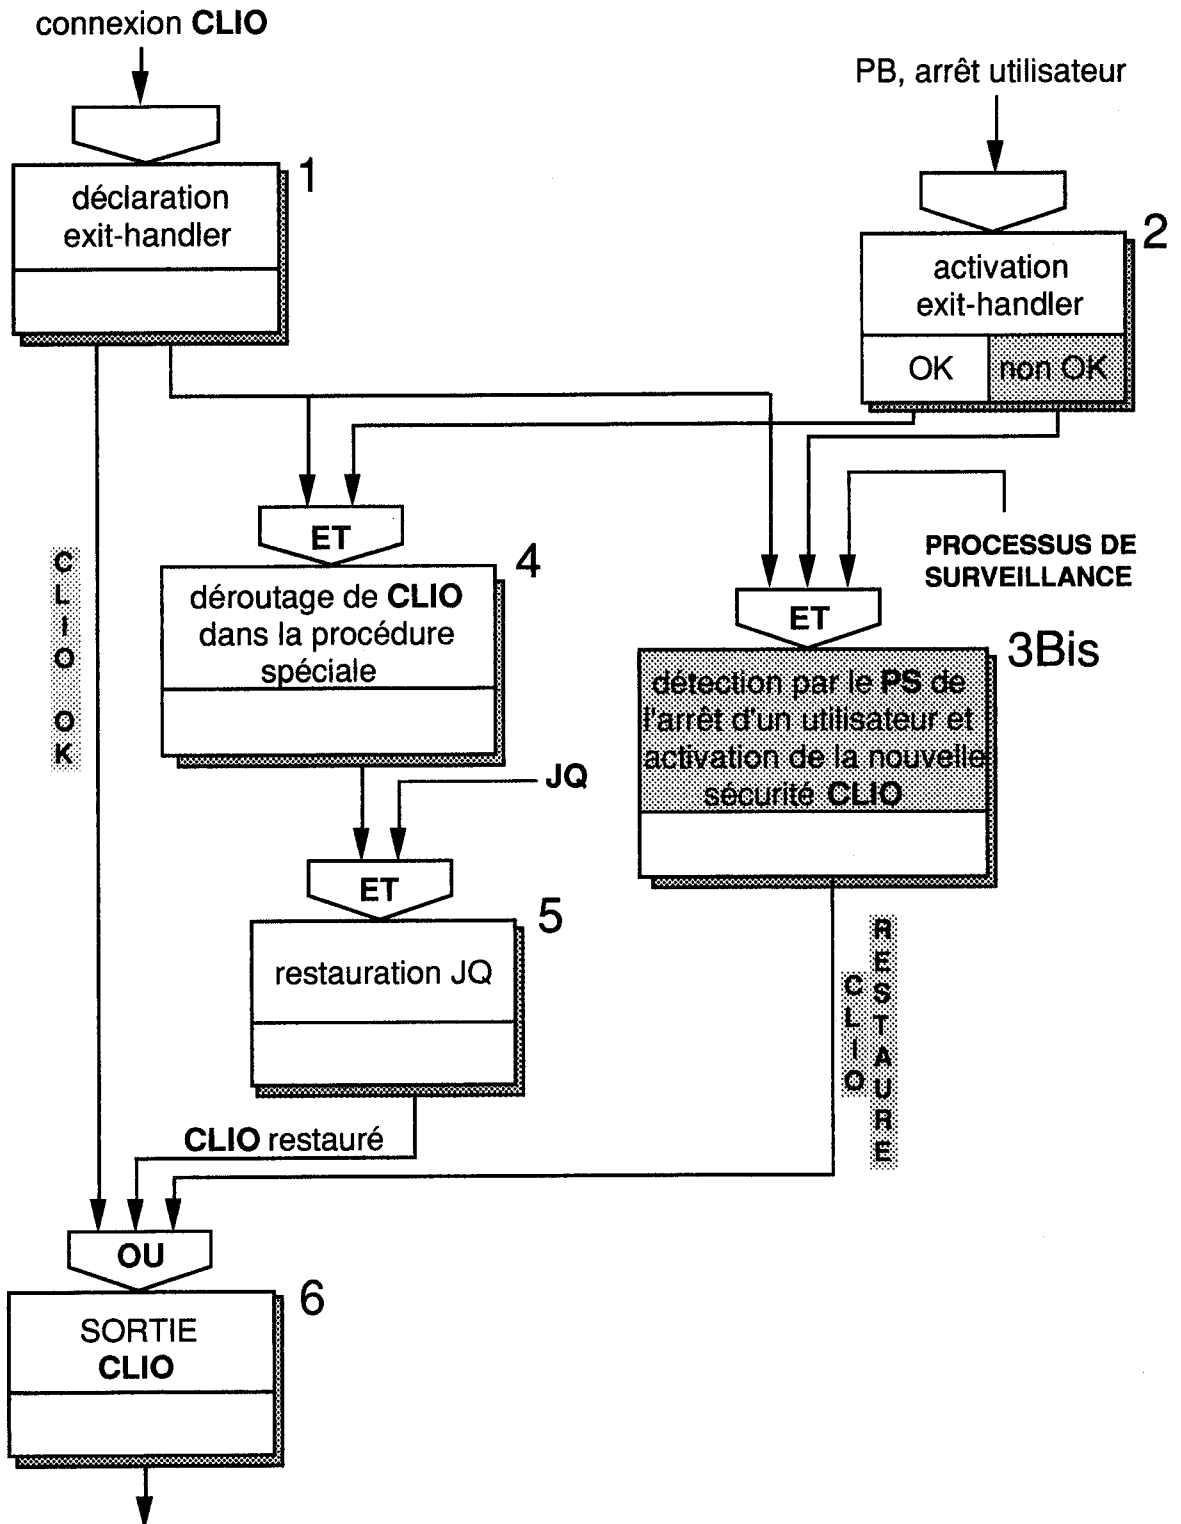 connexion CLIO
PB, arrêt utilisateur
1
déclaration
exit-handler
2
activation
exit-handler
OK
non OK
PROCESSUS DE
SURVEILLANCE
ET
4
déroutage de CLIO
dans la procédure
spéciale
CLIO OK
ET
3Bis
détection par le PS de
l'arrêt d'un utilisateur et
activation de la nouvelle
sécurité CLIO
JQ
ET
5
restauration JQ
CLIO
RESTAURE
CLIO restauré
OU
6
SORTIE
CLIO